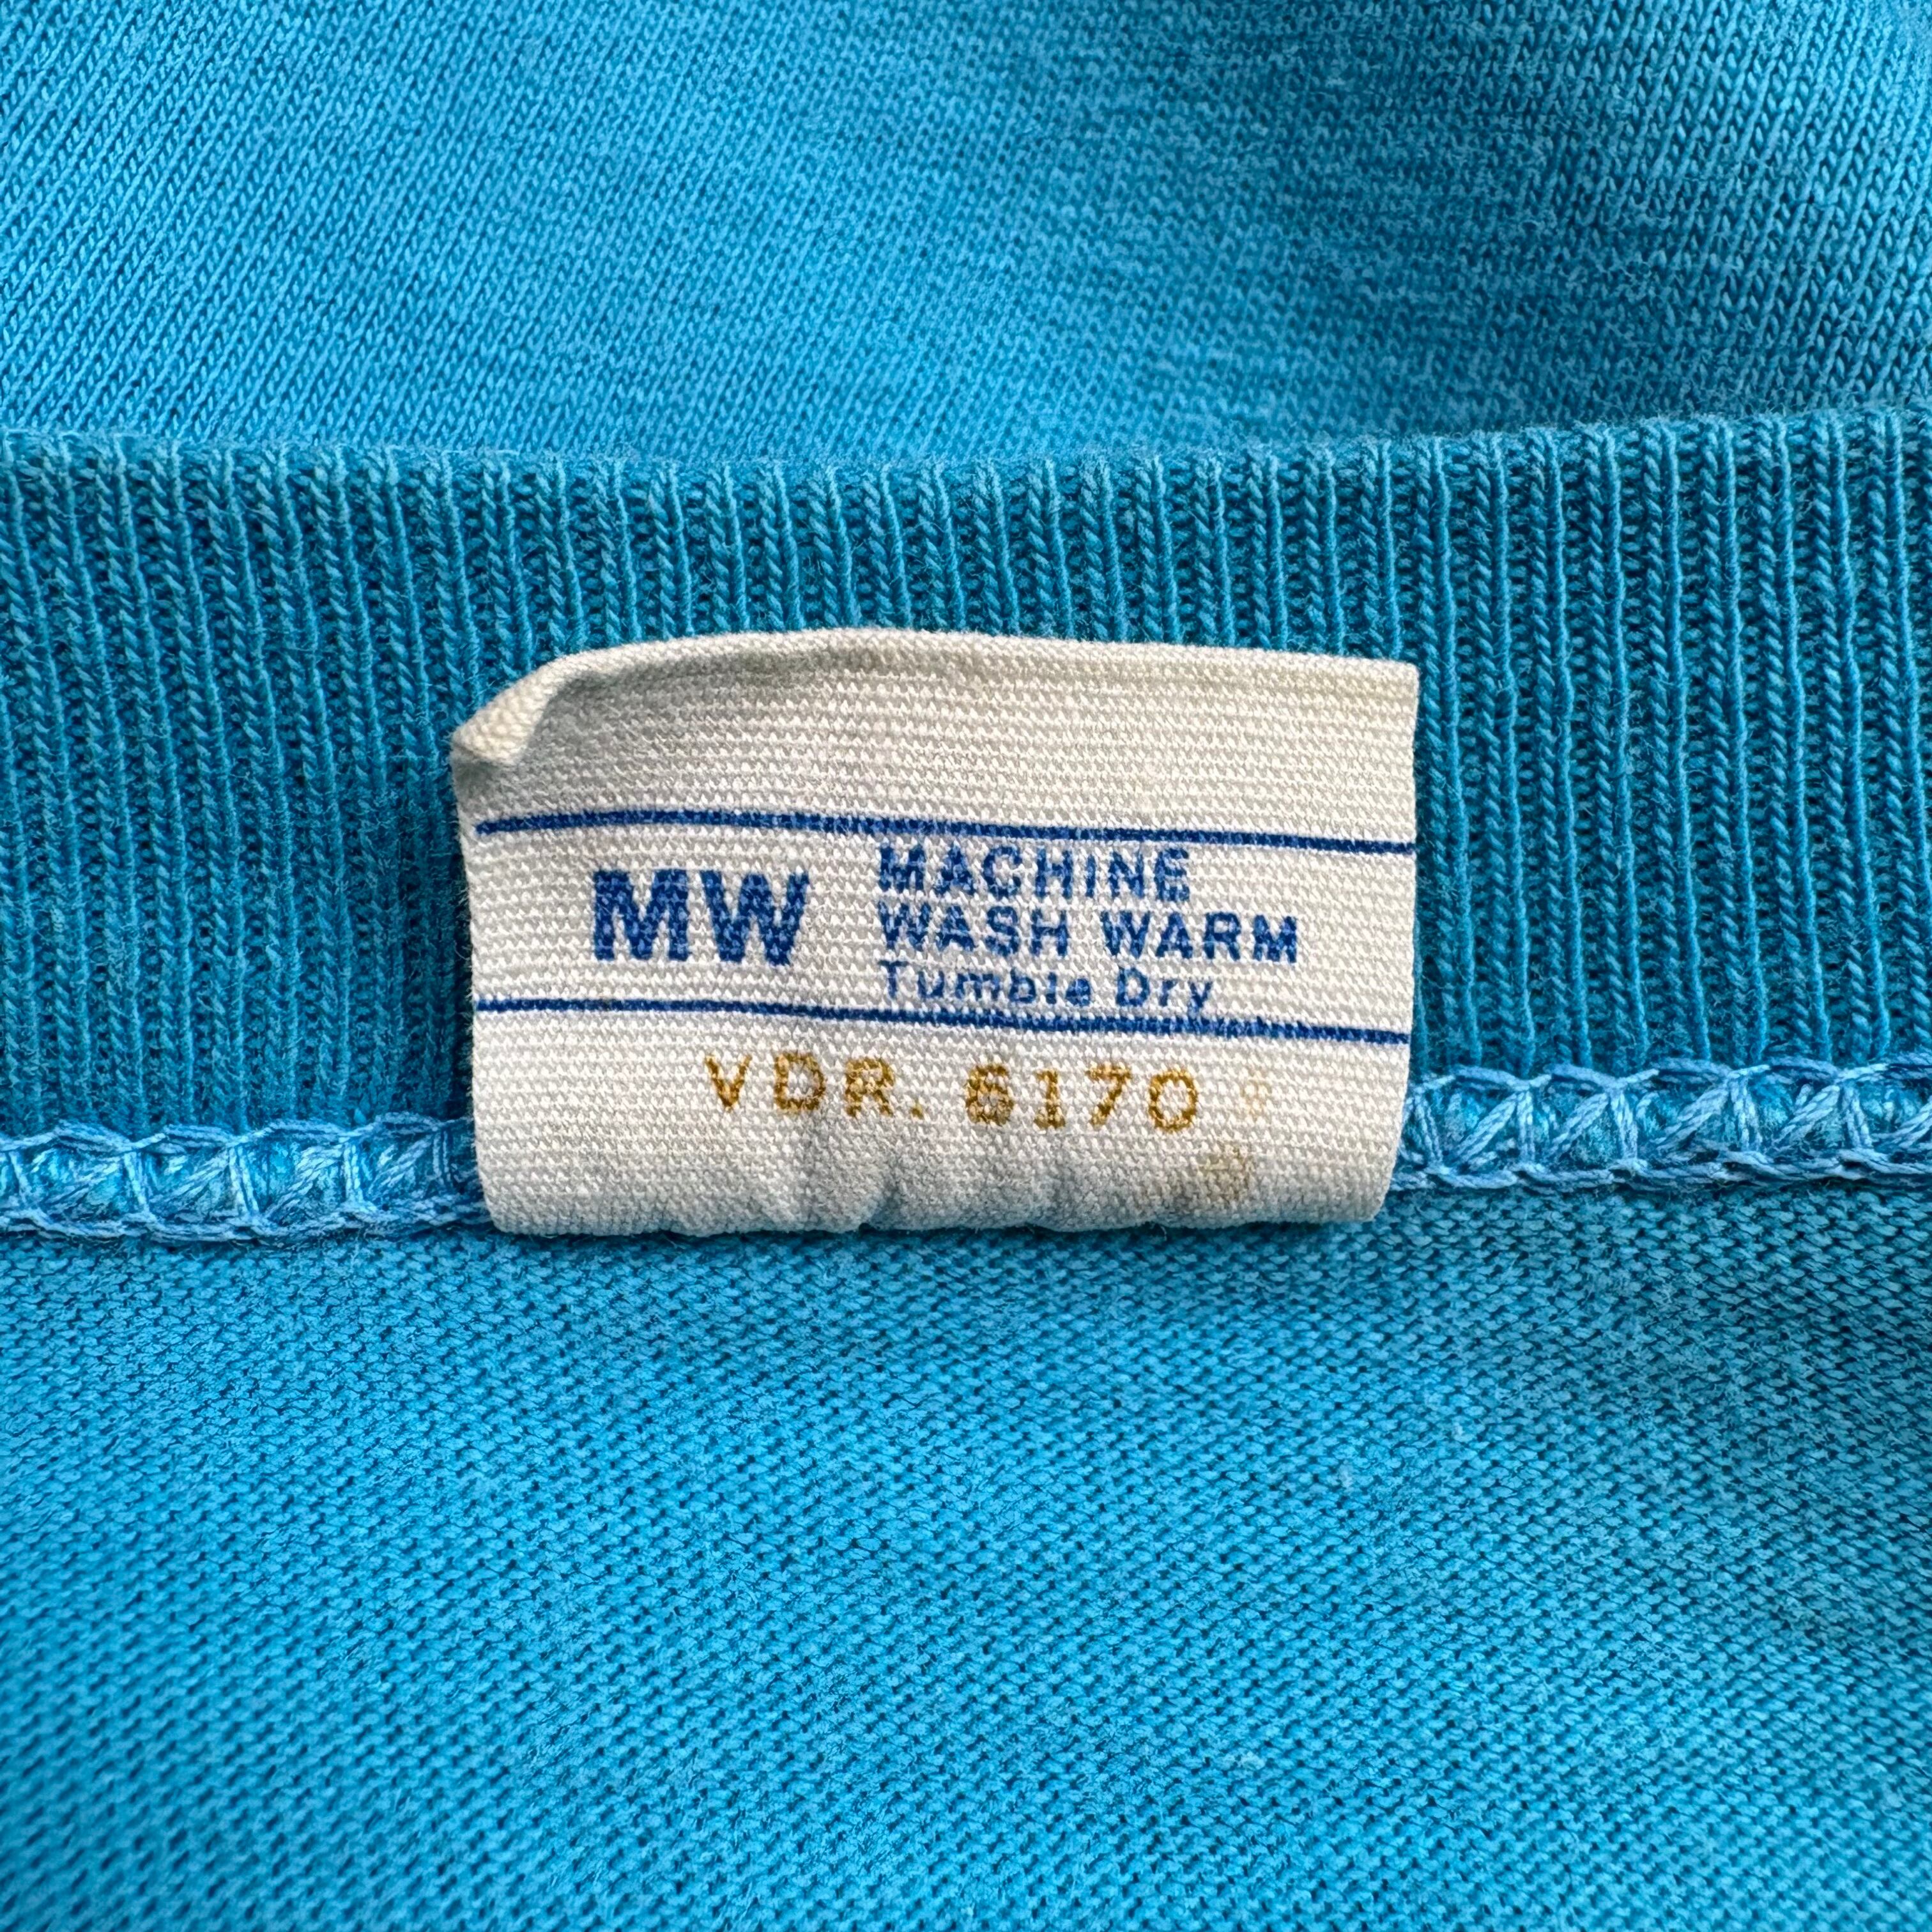 MW
MACHINE
WASH WARM
Tumble Dry
VDR. 6170